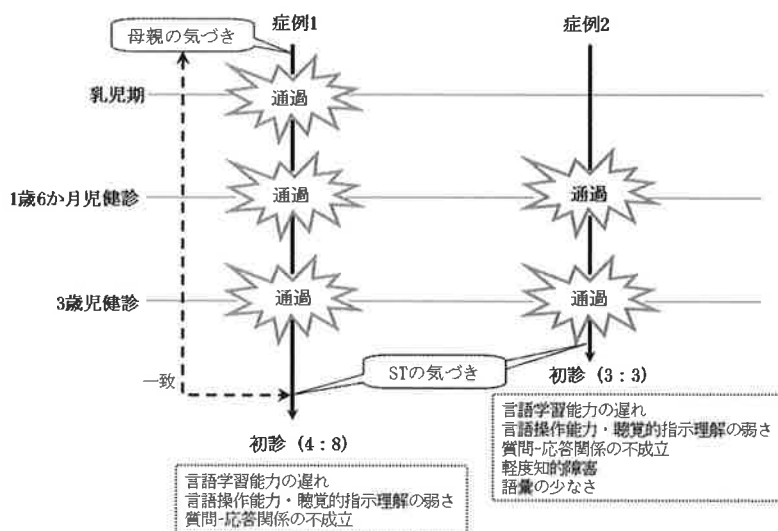 症例1
症例2
母親の気づき
乳児期
通過
1歳6か月児健診
通過
通過
3歳児健診
通過
通過
一致
STの気づき
初診 (4:8)
初診 (3:3)
言語学習能力の遅れ
言語操作能力・聴覚的指示理解の弱さ
質問-応答関係の不成立
言語学習能力の遅れ
言語操作能力・聴覚的指示理解の弱さ
質問-応答関係の不成立
軽度知的障害
語彙の少なさ